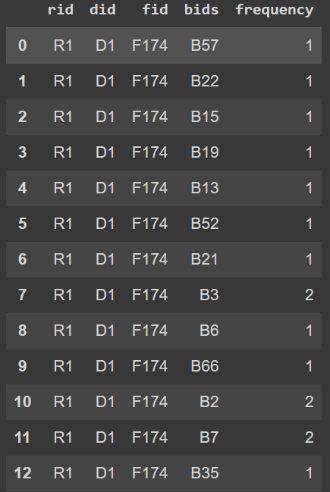 rid did fid bids frequency
0 R1 D1 F174 B57 1
1 R1 D1 F174 B22 1
2 R1 D1 F174 B15 1
3 R1 D1 F174 B19 1
4 R1 D1 F174 B13 1
5 R1 D1 F174 B52 1
6 R1 D1 F174 B21 1
7 R1 D1 F174 B3 2
8 R1 D1 F174 B6 1
9 R1 D1 F174 B66 1
10 R1 D1 F174 B2 2
11 R1 D1 F174 B7 2
12 R1 D1 F174 B35 1